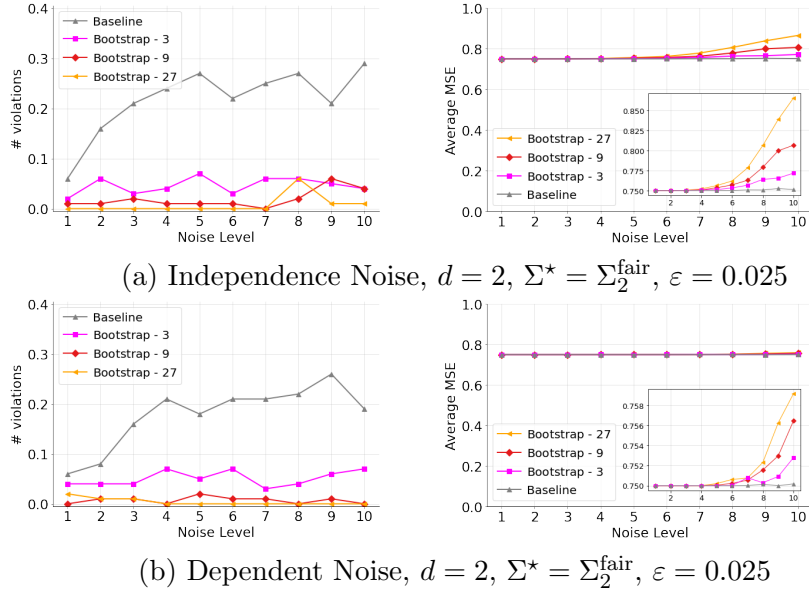 0.4
0.3
0.2
0.1
0.0
# violations
Baseline
Bootstrap - 3
Bootstrap - 9
Bootstrap - 27
1 2 3 4 5 6 7 8 9 10
Noise Level
1.0
0.8
0.6
0.4
0.2
0.0
Average MSE
Bootstrap - 27
Bootstrap - 9
Bootstrap - 3
Baseline
0.850
0.825
0.800
0.775
0.750
2 4 6 8 10
1 2 3 4 5 6 7 8 9 10
Noise Level
(a) Independence Noise, d = 2, Σ⋆ = Σ₂^fair, ε = 0.025
0.4
0.3
0.2
0.1
0.0
# violations
Baseline
Bootstrap - 3
Bootstrap - 9
Bootstrap - 27
1 2 3 4 5 6 7 8 9 10
Noise Level
1.0
0.8
0.6
0.4
0.2
0.0
Average MSE
Bootstrap - 27
Bootstrap - 9
Bootstrap - 3
Baseline
0.758
0.756
0.754
0.752
0.750
2 4 6 8 10
1 2 3 4 5 6 7 8 9 10
Noise Level
(b) Dependent Noise, d = 2, Σ⋆ = Σ₂^fair, ε = 0.025